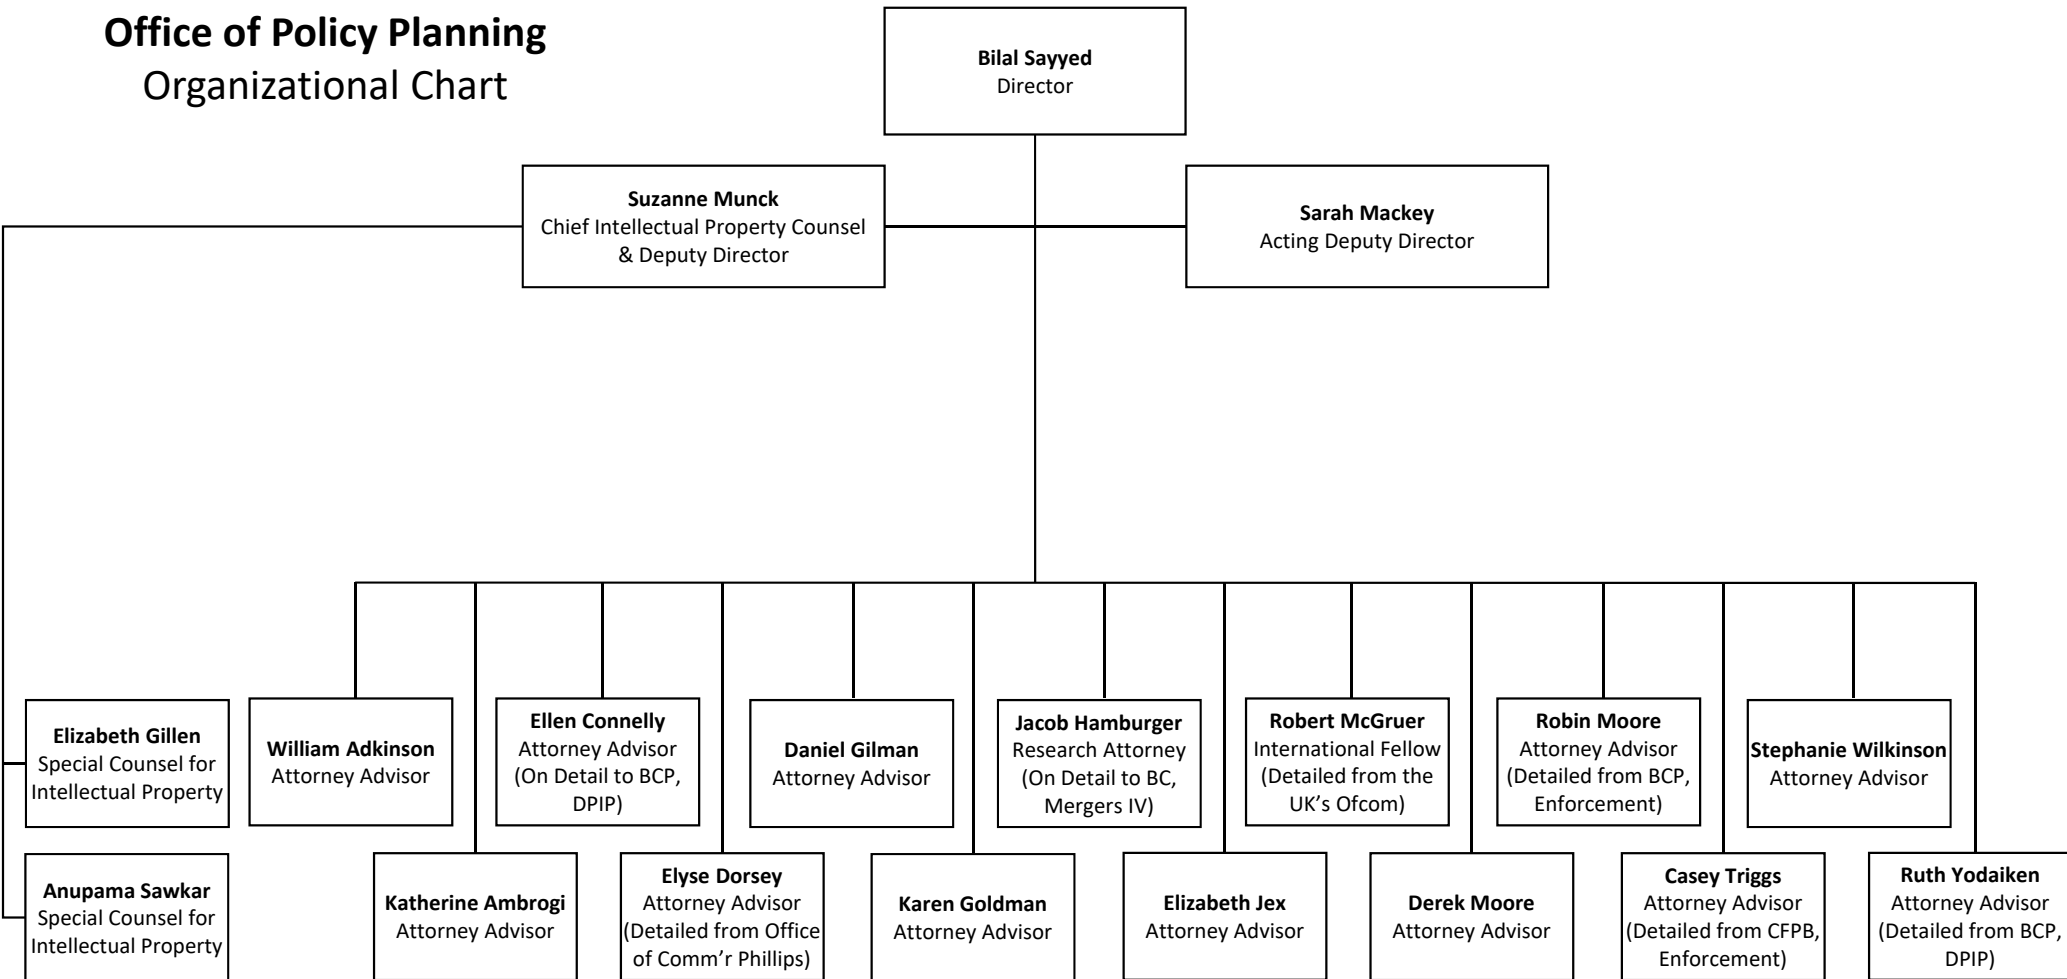 Office of Policy Planning
Organizational Chart
Bilal Sayyed
Director
Suzanne Munck
Chief Intellectual Property Counsel
& Deputy Director
Sarah Mackey
Acting Deputy Director
Elizabeth Gillen
Special Counsel for
Intellectual Property
William Adkinson
Attorney Advisor
Ellen Connelly
Attorney Advisor
(On Detail to BCP,
DPIP)
Daniel Gilman
Attorney Advisor
Jacob Hamburger
Research Attorney
(On Detail to BC,
Mergers IV)
Robert McGruer
International Fellow
(Detailed from the
UK’s Ofcom)
Robin Moore
Attorney Advisor
(Detailed from BCP,
Enforcement)
Stephanie Wilkinson
Attorney Advisor
Anupama Sawkar
Special Counsel for
Intellectual Property
Katherine Ambrogi
Attorney Advisor
Elyse Dorsey
Attorney Advisor
(Detailed from Office
of Comm’r Phillips)
Karen Goldman
Attorney Advisor
Elizabeth Jex
Attorney Advisor
Derek Moore
Attorney Advisor
Casey Triggs
Attorney Advisor
(Detailed from CFPB,
Enforcement)
Ruth Yodaiken
Attorney Advisor
(Detailed from BCP,
DPIP)